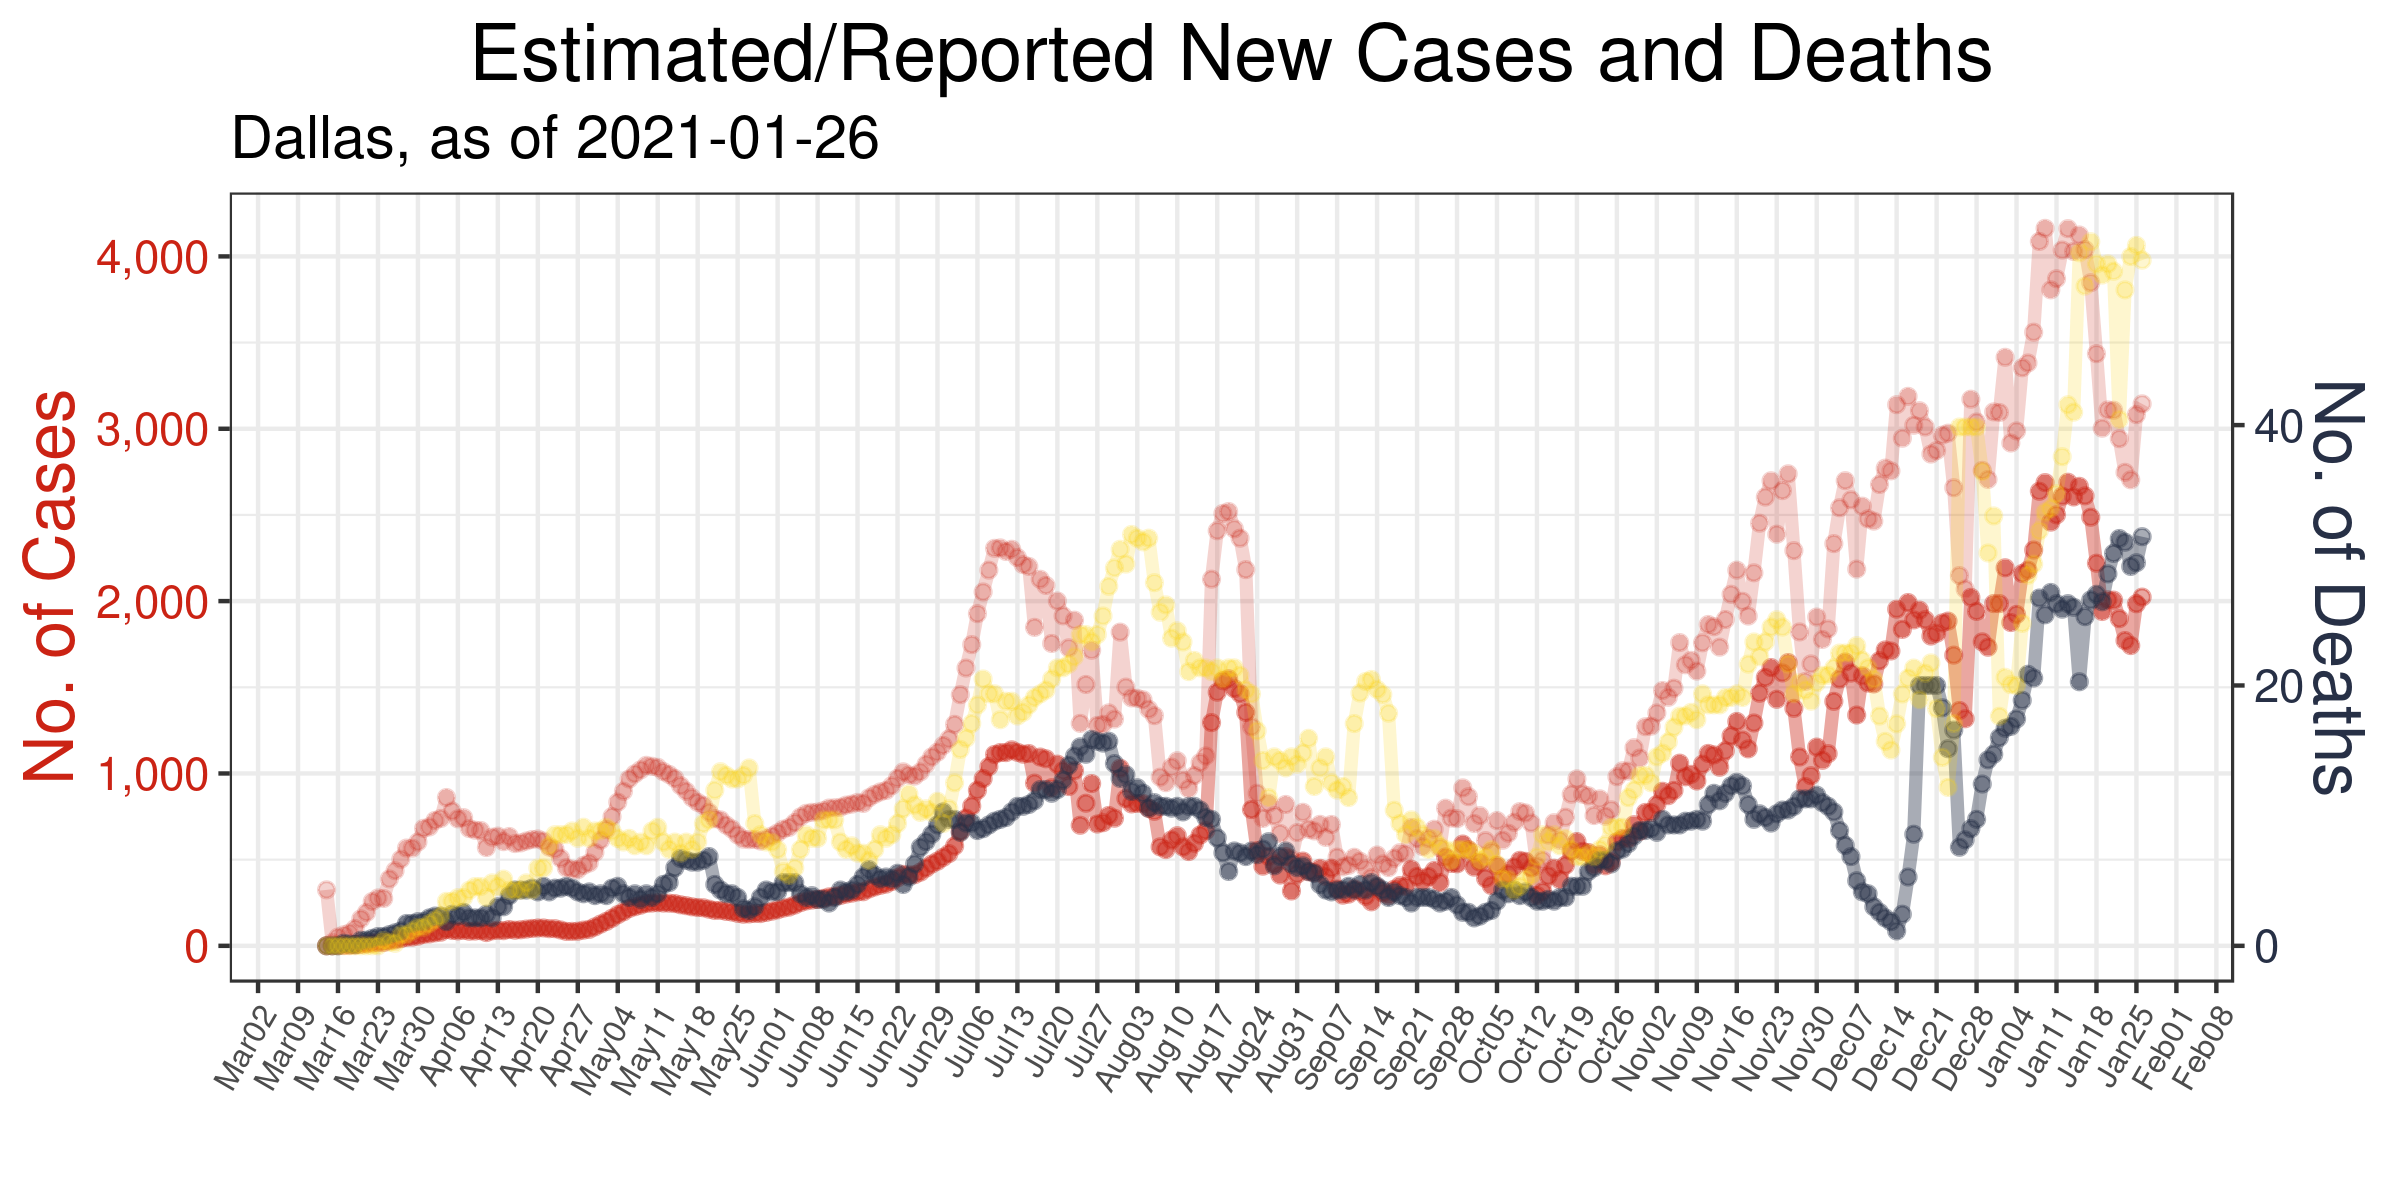 Estimated/Reported New Cases and Deaths
Dallas, as of 2021-01-26
No. of Cases
4,000
3,000
2,000
1,000
0
No. of Deaths
40
20
0
Mar02
Mar09
Mar16
Mar23
Mar30
Apr06
Apr13
Apr20
Apr27
May04
May11
May18
May25
Jun01
Jun08
Jun15
Jun22
Jun29
Jul06
Jul13
Jul20
Jul27
Aug03
Aug10
Aug17
Aug24
Aug31
Sep07
Sep14
Sep21
Sep28
Oct05
Oct12
Oct19
Oct26
Nov02
Nov09
Nov16
Nov23
Nov30
Dec07
Dec14
Dec21
Dec28
Jan04
Jan11
Jan18
Jan25
Feb01
Feb08